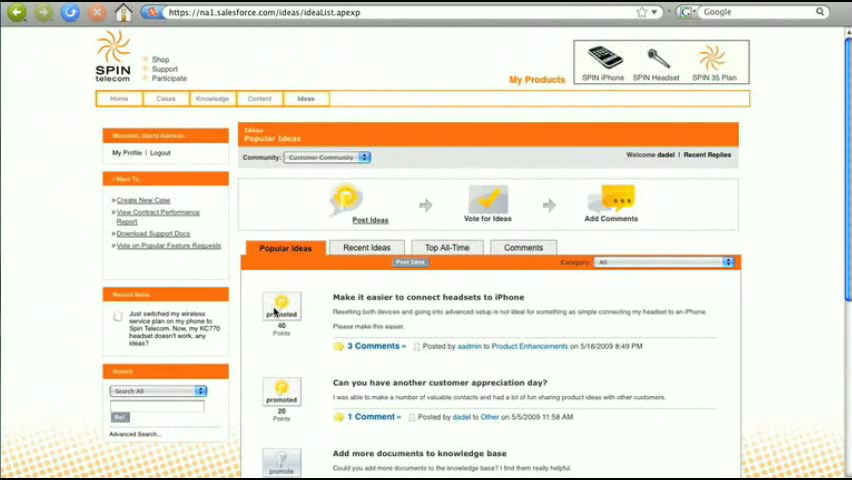 https://na1.salesforce.com/ideas/ideaList.apexp
Google
SPIN
telecom
Shop
Support
Participate
My Products
SPIN iPhone
SPIN Headset
SPIN 35 Plan
Home
Cases
Knowledge
Content
Ideas
Welcome, David Adelman
My Profile | Logout
I Want To
»Create New Case
»View Contract Performance
Report
»Download Support Docs
»Vote on Popular Feature Requests
Just switched my wireless
service plan on my phone to
Spin Telecom. Now, my KC770
headset doesn't work, any
ideas?
Search
Search All
Go!
Advanced Search...
Ideas
Popular Ideas
Community:
Customer Community
Welcome dadel | Recent Replies
Post Ideas
Vote for Ideas
Add Comments
Popular Ideas
Recent Ideas
Top All-Time
Comments
Post Idea
Category:
All
promoted
40
Points
Make it easier to connect headsets to iPhone
Resetting both devices and going into advanced setup is not ideal for something as simple connecting my headset to an-iPhone.
Please make this easier.
3 Comments »
Posted by aadmin to Product Enhancements on 5/18/2009 8:49 PM
promoted
20
Points
Can you have another customer appreciation day?
I was able to make a number of valuable contacts and had a lot of fun sharing product ideas with other customers.
1 Comment »
Posted by dadel to Other on 5/5/2009 11:58 AM
promote
Add more documents to knowledge base
Could you add more documents to the knowledge base? I find them really helpful.